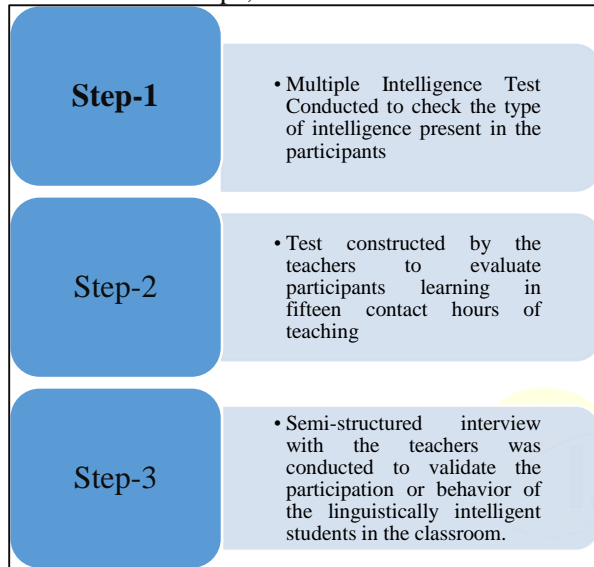 Step-1
• Multiple Intelligence Test
Conducted to check the type
of intelligence present in the
participants
Step-2
• Test constructed by the
teachers to evaluate
participants learning in
fifteen contact hours of
teaching
Step-3
• Semi-structured interview
with the teachers was
conducted to validate the
participation or behavior of
the linguistically intelligent
students in the classroom.